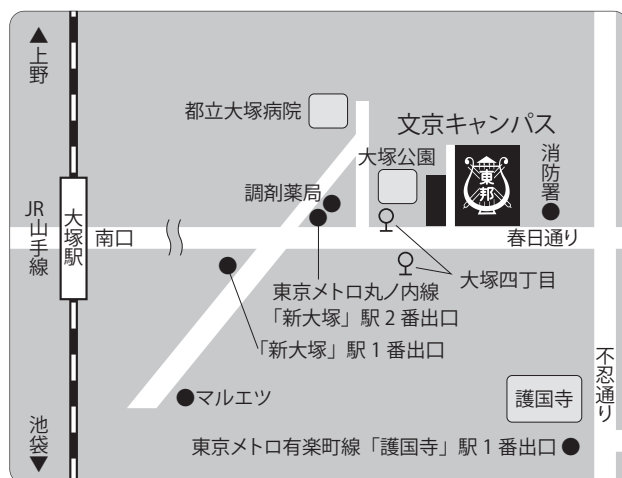 ▲上野
都立大塚病院
文京キャンパス
大塚公園
消防署
東邦
調剤薬局
JR山手線
大塚駅
南口
春日通り
東京メトロ丸ノ内線
「新大塚」駅2番出口
大塚四丁目
「新大塚」駅1番出口
不忍通り
マルエツ
護国寺
池袋▼
東京メトロ有楽町線「護国寺」駅1番出口